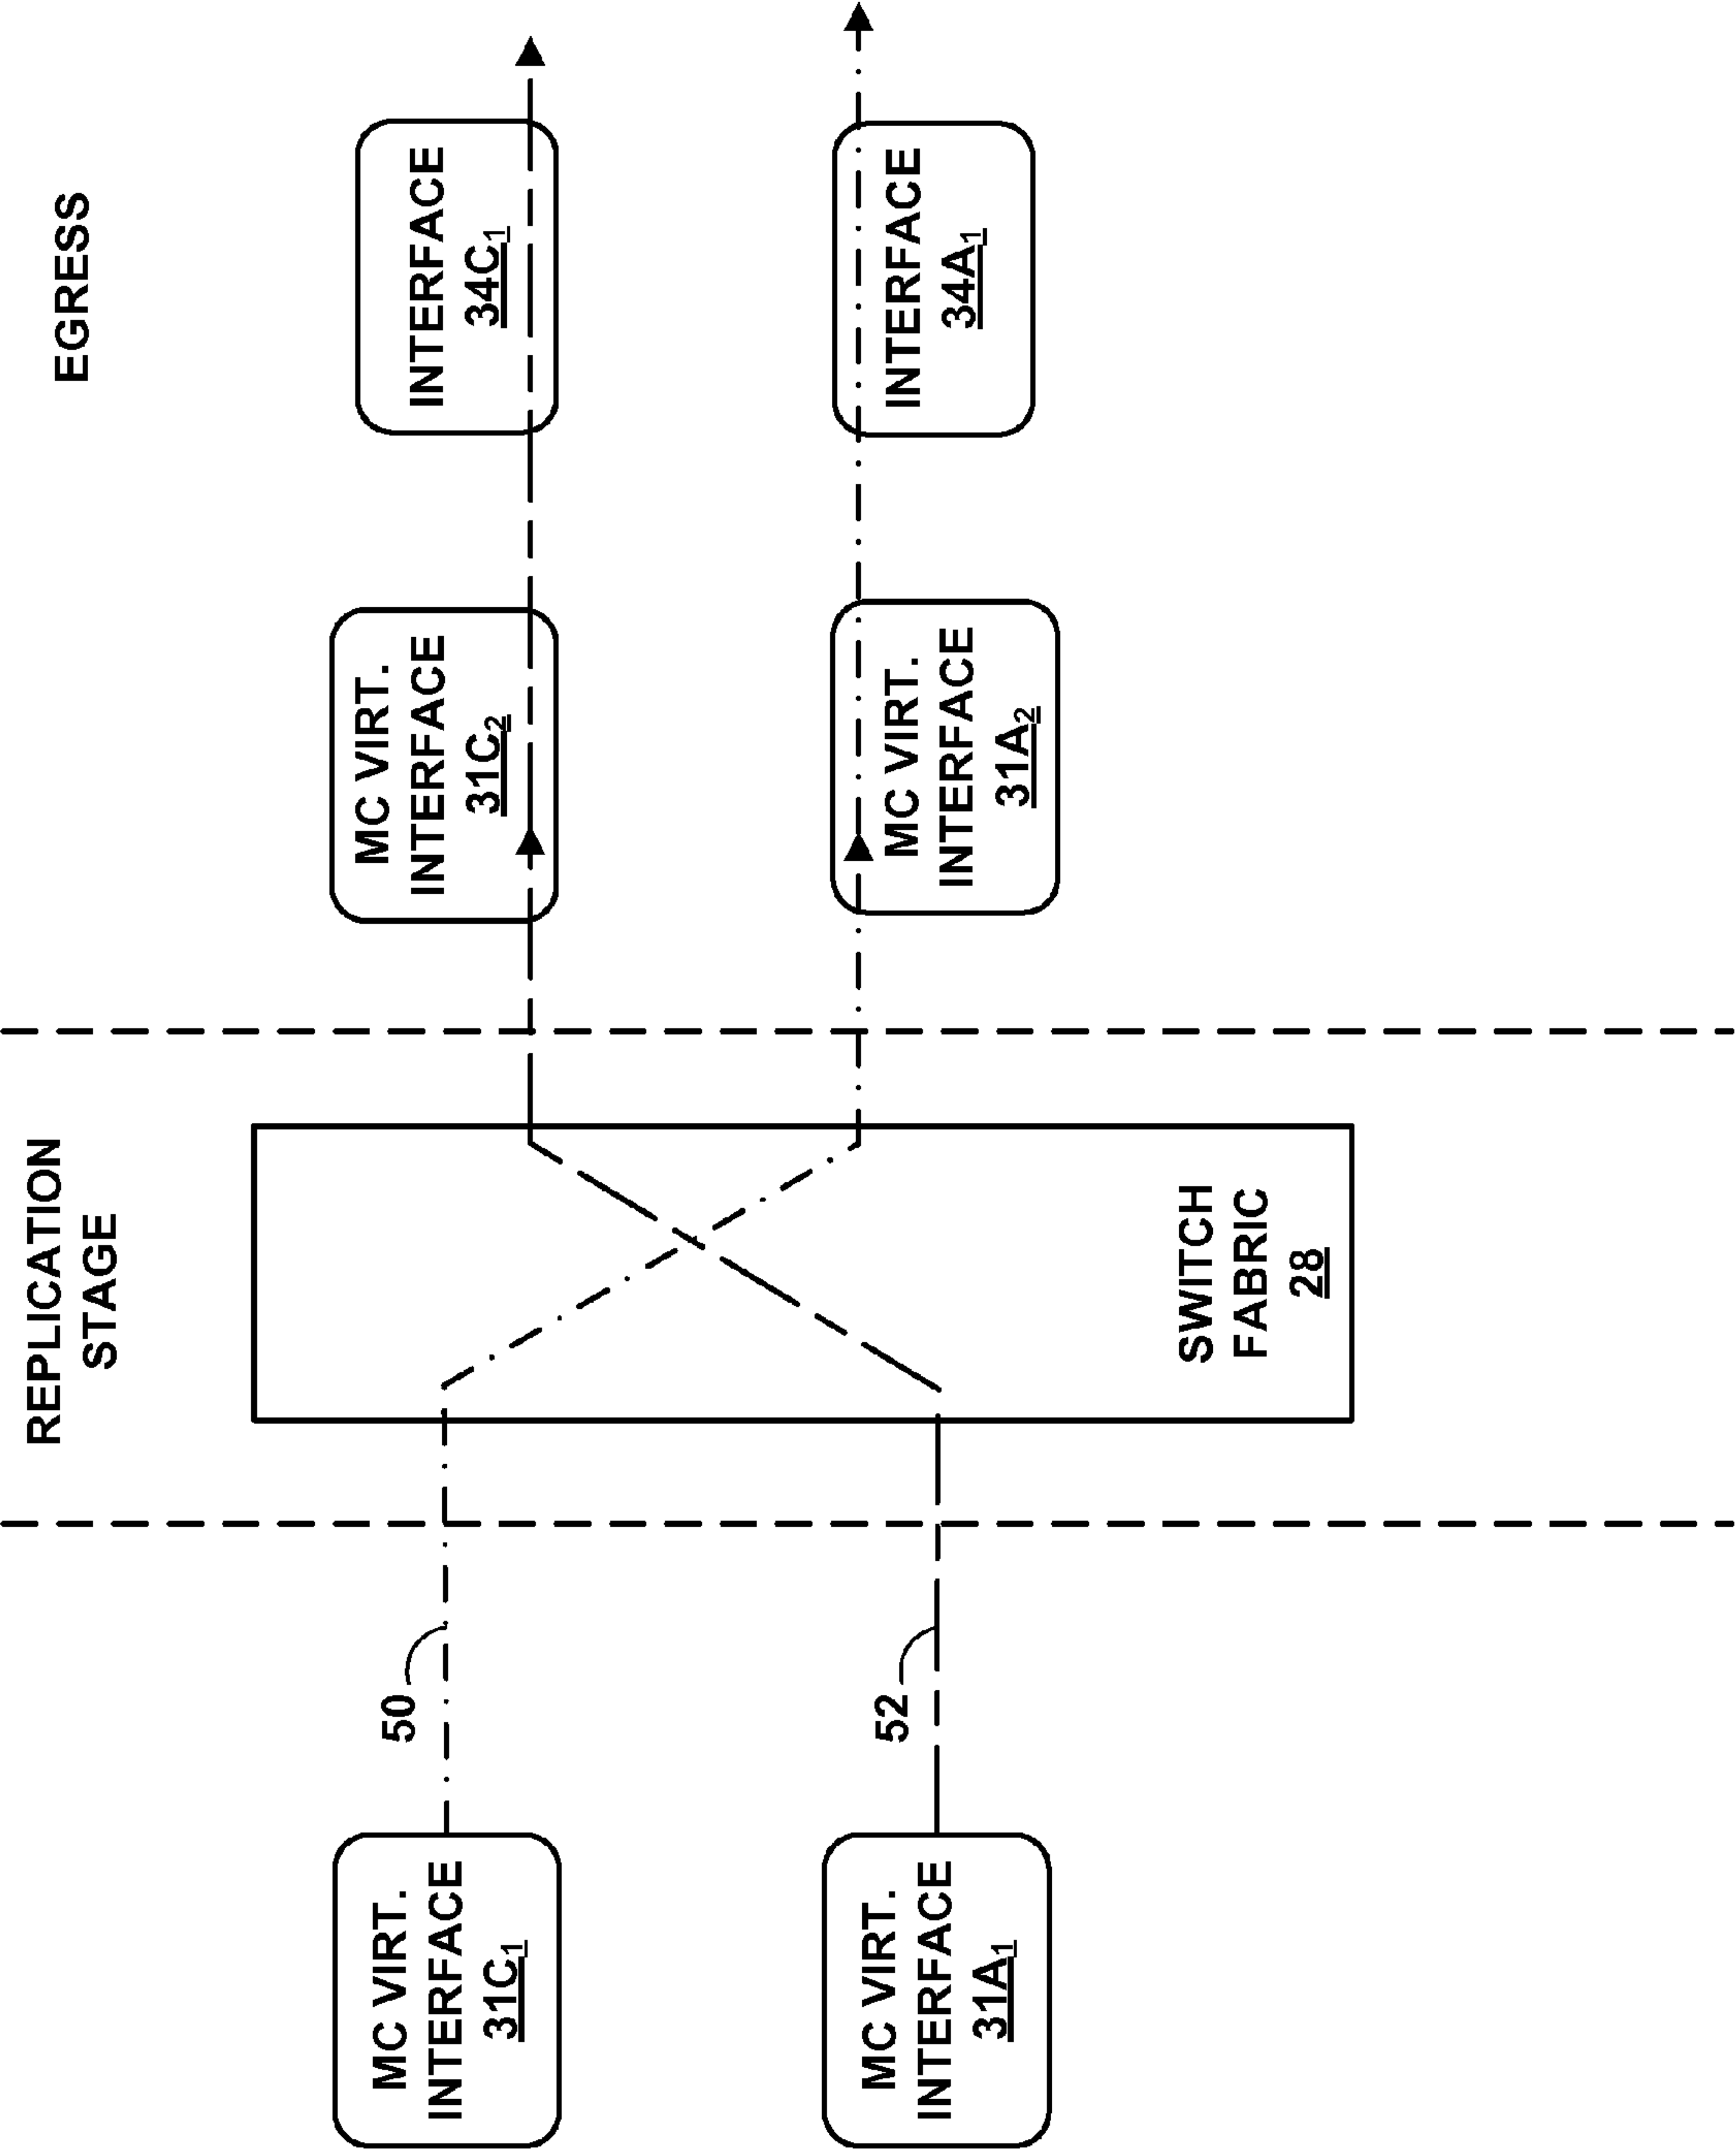 REPLICATION
STAGE
EGRESS
MC VIRT.
INTERFACE
31C1
50
MC VIRT.
INTERFACE
31C2
INTERFACE
34C1
MC VIRT.
INTERFACE
31A1
52
MC VIRT.
INTERFACE
31A2
INTERFACE
34A1
SWITCH
FABRIC
28